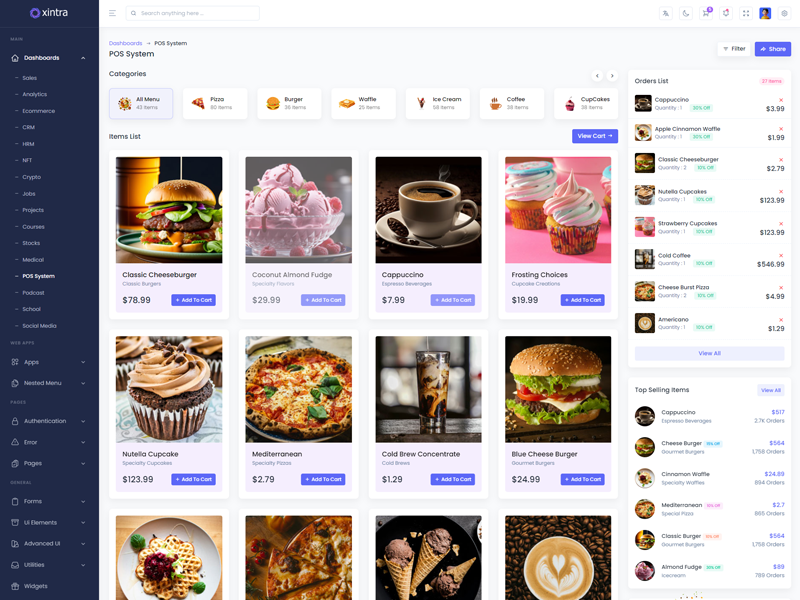 xintra
Search anything here ...
5
MAIN
Dashboards
Sales
Analytics
Ecommerce
CRM
HRM
NFT
Crypto
Jobs
Projects
Courses
Stocks
Medical
POS System
Podcast
School
Social Media
WEB APPS
Apps
Nested Menu
PAGES
Authentication
Error
Pages
GENERAL
Forms
Ui Elements
Advanced UI
Utilities
Widgets
Dashboards → POS System
POS System
Filter
Share
Categories
All Menu
43 Items
Pizza
80 Items
Burger
36 Items
Waffle
25 Items
Ice Cream
56 Items
Coffee
38 Items
CupCakes
38 Items
Items List
View Cart →
Classic Cheeseburger
Classic Burgers
$78.99
+ Add To Cart
Coconut Almond Fudge
Specialty Flavors
$29.99
+ Add To Cart
Cappuccino
Espresso Beverages
$7.99
+ Add To Cart
Frosting Choices
Cupcake Creations
$19.99
+ Add To Cart
Nutella Cupcake
Specialty Cupcakes
$123.99
+ Add To Cart
Mediterranean
Specialty Pizzas
$2.79
+ Add To Cart
Cold Brew Concentrate
Cold Brews
$1.29
+ Add To Cart
Blue Cheese Burger
Gourmet Burgers
$24.99
+ Add To Cart
Orders List
37 Items
Cappuccino
Quantity : 1 30% Off
$3.99
Apple Cinnamon Waffle
Quantity : 1 20% Off
$1.99
Classic Cheeseburger
Quantity : 2 10% Off
$2.79
Nutella Cupcakes
Quantity : 1 10% Off
$123.99
Strawberry Cupcakes
Quantity : 1 10% Off
$123.99
Cold Coffee
Quantity : 1 10% Off
$546.99
Cheese Burst Pizza
Quantity : 2 10% Off
$4.99
Americano
Quantity : 1 10% Off
$1.29
View All
Top Selling Items
View All
Cappuccino
$517
Espresso Beverages
2.7K Orders
Cheese Burger
$564
Gourmet Burgers
1,758 Orders
Cinnamon Waffle
$24.89
Specialty Waffles
894 Orders
Mediterranean
$2.7
Special Pizza
865 Orders
Classic Burger
$564
Gourmet Burgers
1,758 Orders
Almond Fudge
$89
Icecream
789 Orders